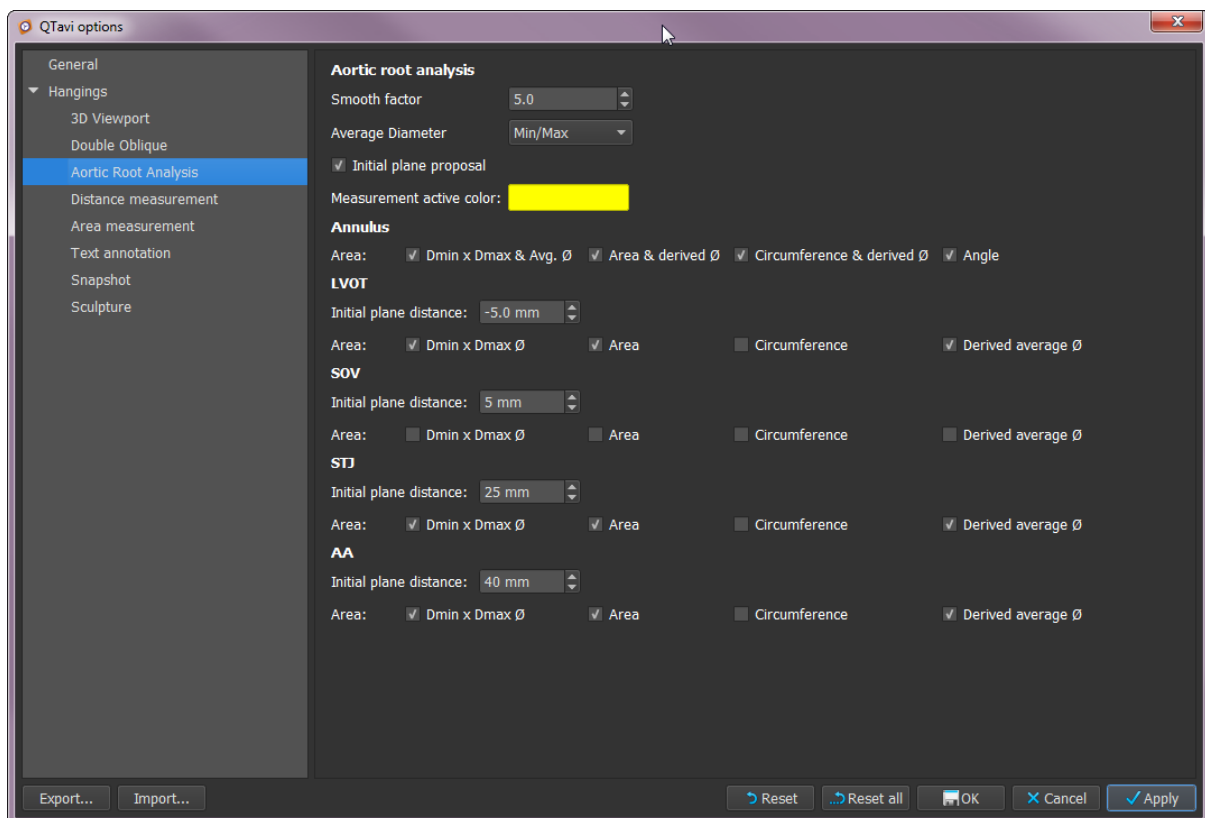 QTavi options
General
Hangings
3D Viewport
Double Oblique
Aortic Root Analysis
Distance measurement
Area measurement
Text annotation
Snapshot
Sculpture
Aortic root analysis
Smooth factor 5.0
Average Diameter Min/Max
Initial plane proposal
Measurement active color:
Annulus
Area: Dmin x Dmax & Avg. Ø Area & derived Ø Circumference & derived Ø Angle
LVOT
Initial plane distance: -5.0 mm
Area: Dmin x Dmax Ø Area Circumference Derived average Ø
SOV
Initial plane distance: 5 mm
Area: Dmin x Dmax Ø Area Circumference Derived average Ø
STJ
Initial plane distance: 25 mm
Area: Dmin x Dmax Ø Area Circumference Derived average Ø
AA
Initial plane distance: 40 mm
Area: Dmin x Dmax Ø Area Circumference Derived average Ø
Export... Import... Reset Reset all OK Cancel Apply